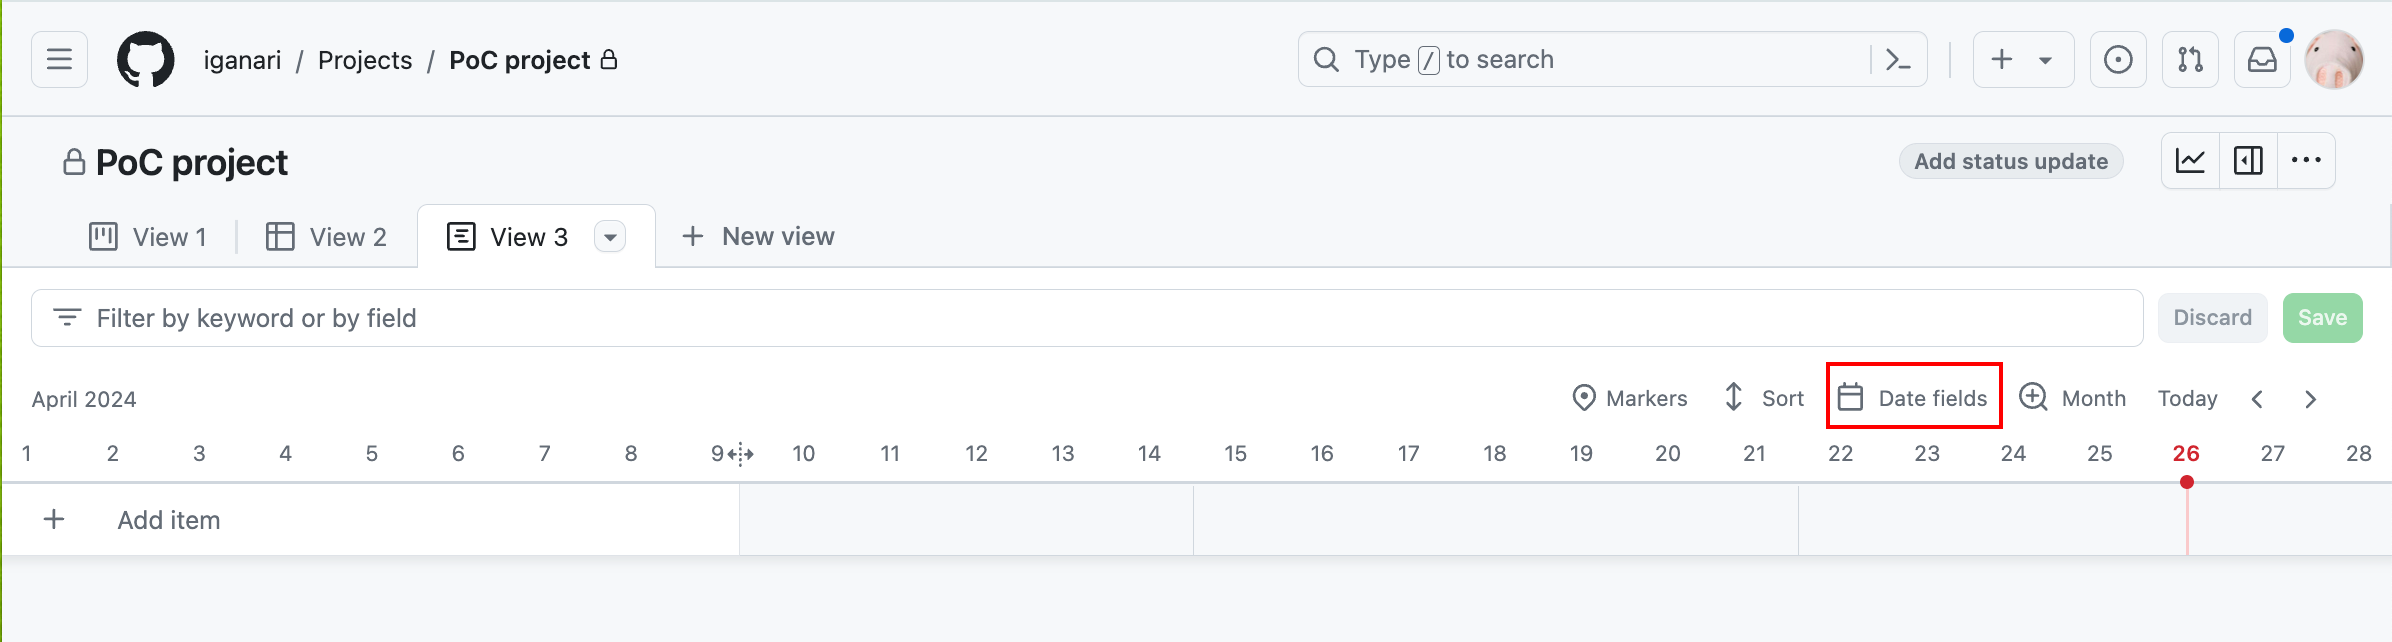 iganari / Projects / PoC project
Type / to search
PoC project
Add status update
View 1
View 2
View 3
New view
Filter by keyword or by field
Discard
Save
April 2024
Markers
Sort
Date fields
Month
Today
1 2 3 4 5 6 7 8 9 10 11 12 13 14 15 16 17 18 19 20 21 22 23 24 25 26 27 28
Add item